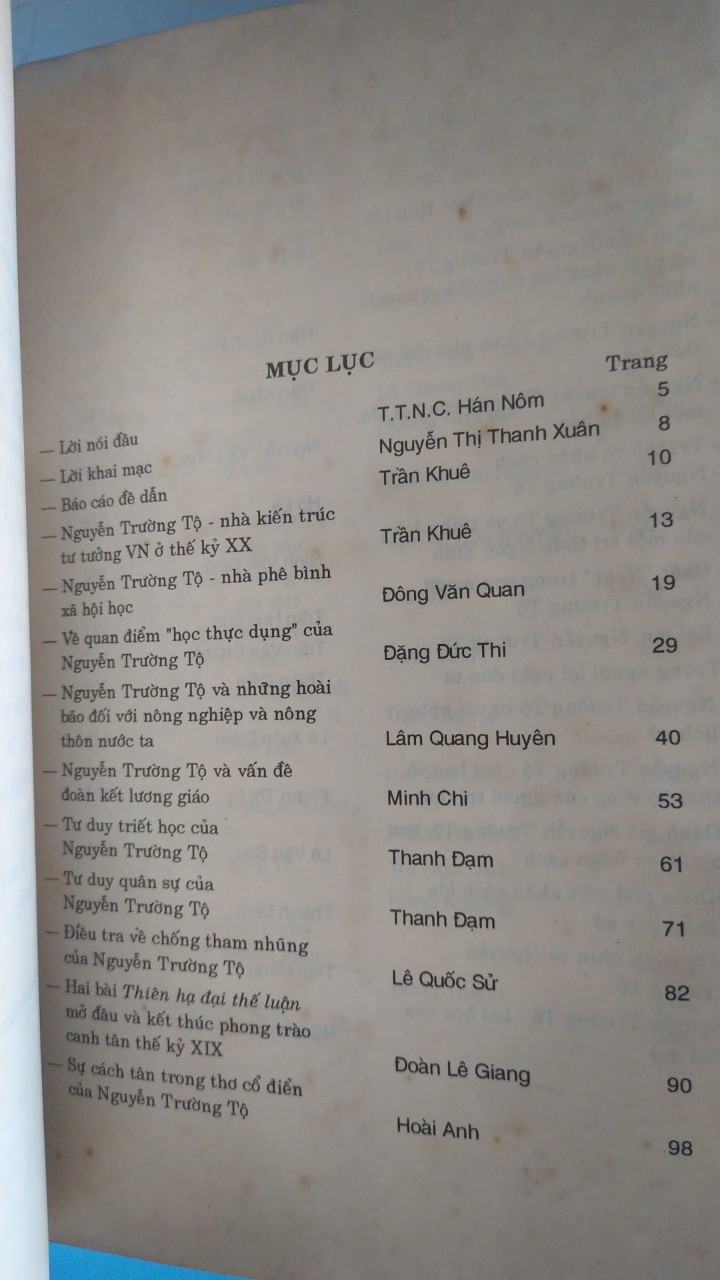 MỤC LỤC
Trang
— Lời nói đầu T.T.N.C. Hán Nôm 5
— Lời khai mạc Nguyễn Thị Thanh Xuân 8
— Báo cáo đề dẫn Trần Khuê 10
— Nguyễn Trường Tộ - nhà kiến trúc
tư tưởng VN ở thế kỷ XX Trần Khuê 13
— Nguyễn Trường Tộ - nhà phê bình
xã hội học Đông Văn Quan 19
— Về quan điểm "học thực dụng" của
Nguyễn Trường Tộ Đặng Đức Thi 29
— Nguyễn Trường Tộ và những hoài
bão đối với nông nghiệp và nông
thôn nước ta Lâm Quang Huyên 40
— Nguyễn Trường Tộ và vấn đề
đoàn kết lương giáo Minh Chi 53
— Tư duy triết học của
Nguyễn Trường Tộ Thanh Đạm 61
— Tư duy quân sự của
Nguyễn Trường Tộ Thanh Đạm 71
— Điều tra về chống tham nhũng
của Nguyễn Trường Tộ Lê Quốc Sử 82
— Hai bài Thiên hạ đại thế luận
mở đầu và kết thúc phong trào
canh tân thế kỷ XIX Đoàn Lê Giang 90
— Sự cách tân trong thơ cổ điển
của Nguyễn Trường Tộ Hoài Anh 98